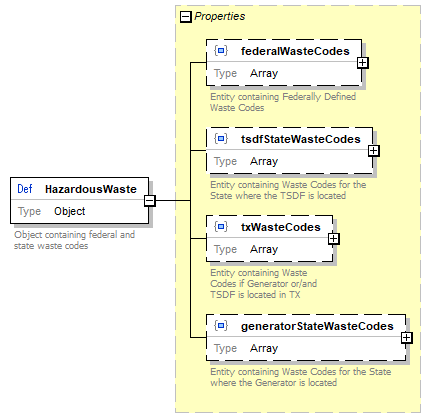 Properties
federalWasteCodes
Type Array
Entity containing Federally Defined
Waste Codes
tsdfStateWasteCodes
Type Array
Entity containing Waste Codes for the
State where the TSDF is located
Def HazardousWaste
Type Object
Object containing federal and
state waste codes
txWasteCodes
Type Array
Entity containing Waste
Codes if Generator or/and
TSDF is located in TX
generatorStateWasteCodes
Type Array
Entity containing Waste Codes for the State
where the Generator is located